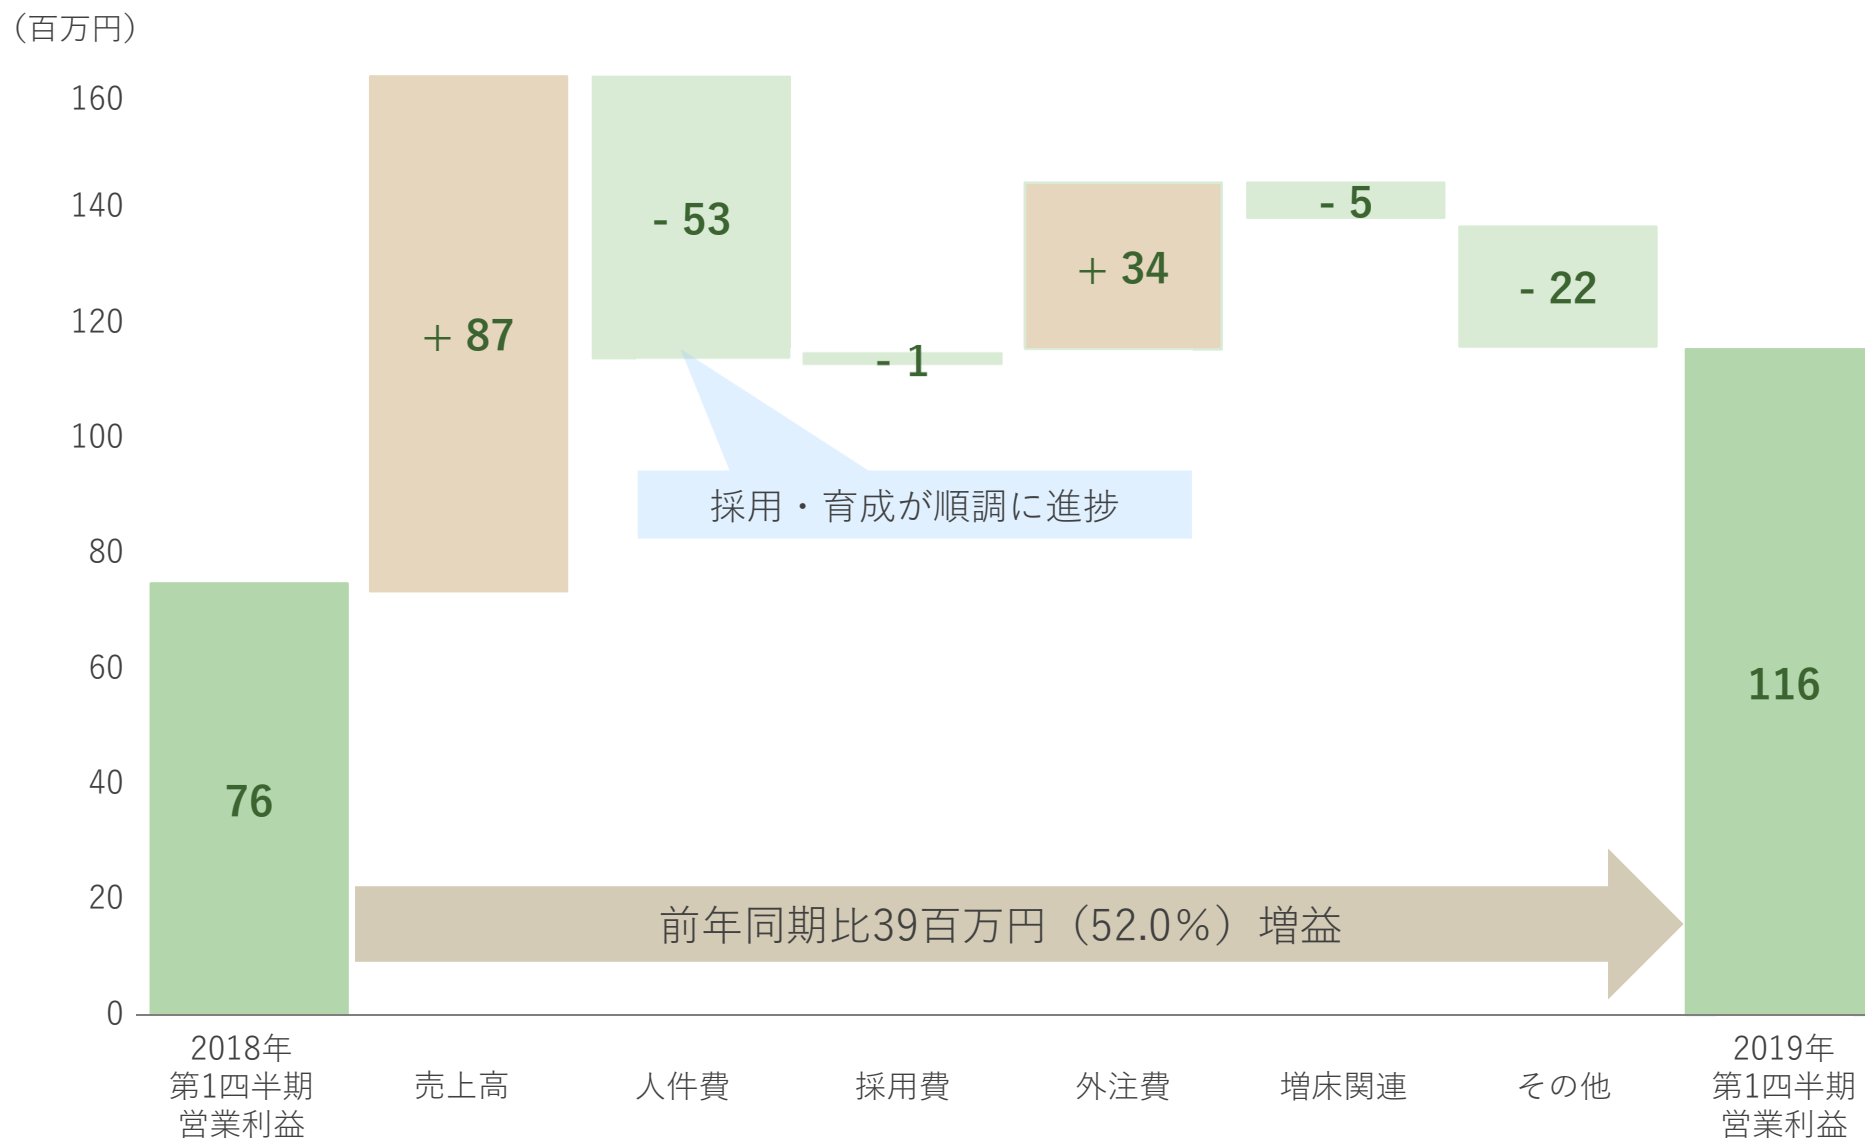 （百万円）
160
140
120
100
80
60
40
20
0
76
+ 87
- 53
- 1
+ 34
- 5
- 22
116
採用・育成が順調に進捗
前年同期比39百万円（52.0％）増益
2018年
第1四半期
営業利益
売上高
人件費
採用費
外注費
増床関連
その他
2019年
第1四半期
営業利益